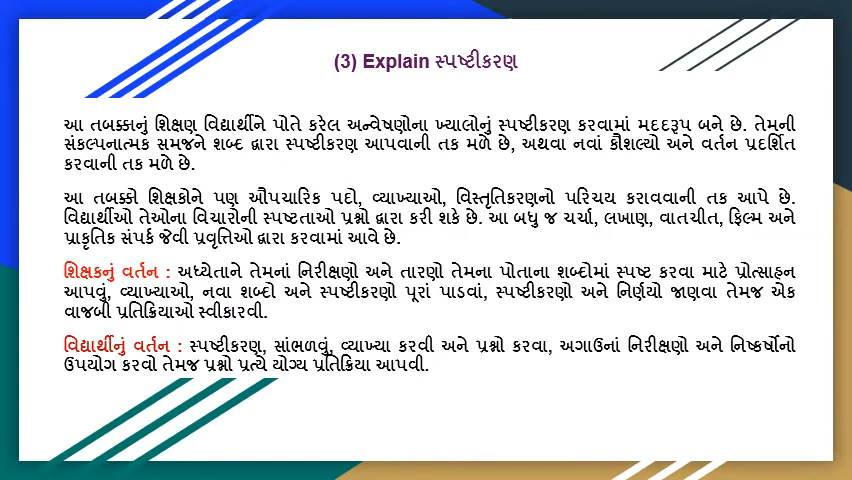 (3) Explain સ્પષ્ટીકરણ
આ તબક્કાનું શિક્ષણ વિદ્યાર્થીને પોતે કરેલ અન્વેષણોના ખ્યાલોનું સ્પષ્ટીકરણ કરવામાં મદદરૂપ બને છે. તેમની
સંકલ્પનાત્મક સમજને શબ્દ દ્વારા સ્પષ્ટીકરણ આપવાની તક મળે છે, અથવા નવાં કૌશલ્યો અને વર્તન પ્રદર્શિત
કરવાની તક મળે છે.
આ તબક્કો શિક્ષકોને પણ ઔપચારિક પદો, વ્યાખ્યાઓ, વિસ્તૃતિકરણનો પરિચય કરાવવાની તક આપે છે.
વિદ્યાર્થીઓ તેઓના વિચારોની સ્પષ્ટતાઓ પ્રશ્નો દ્વારા કરી શકે છે. આ બધુ જ ચર્ચા, લખાણ, વાતચીત, ફિલ્મ અને
પ્રાકૃતિક સંપર્ક જેવી પ્રવૃત્તિઓ દ્વારા કરવામાં આવે છે.
શિક્ષકનું વર્તન : અધ્યેતાને તેમનાં નિરીક્ષણો અને તારણો તેમના પોતાના શબ્દોમાં સ્પષ્ટ કરવા માટે પ્રોત્સાહન
આપવું, વ્યાખ્યાઓ, નવા શબ્દો અને સ્પષ્ટીકરણો પૂરાં પાડવાં, સ્પષ્ટીકરણો અને નિર્ણયો જાણવા તેમજ એક
વાજબી પ્રતિક્રિયાઓ સ્વીકારવી.
વિદ્યાર્થીનું વર્તન : સ્પષ્ટીકરણ, સાંભળવું, વ્યાખ્યા કરવી અને પ્રશ્નો કરવા, અગાઉનાં નિરીક્ષણો અને નિષ્કર્ષોનો
ઉપયોગ કરવો તેમજ પ્રશ્નો પ્રત્યે યોગ્ય પ્રતિક્રિયા આપવી.